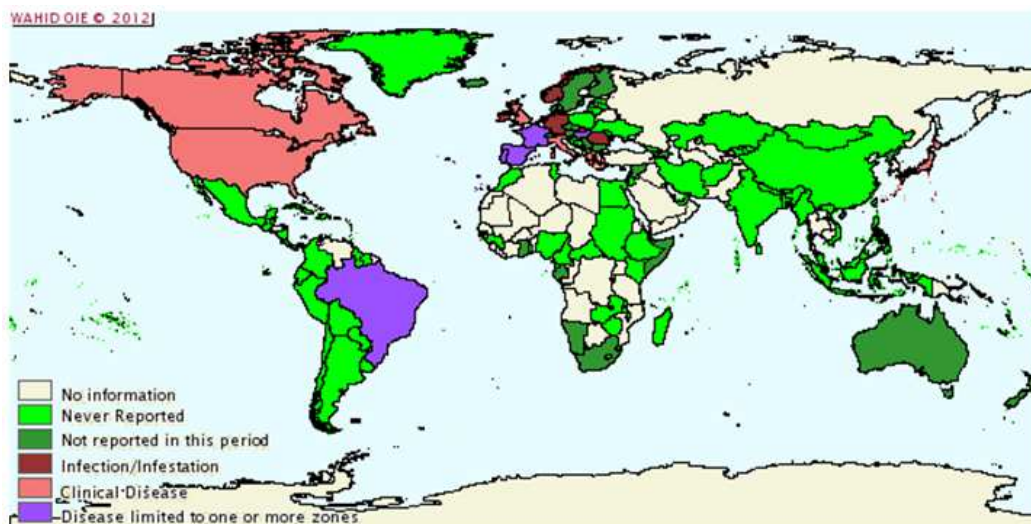 WAHID OIE © 2012
No information
Never Reported
Not reported in this period
Infection/Infestation
Clinical Disease
Disease limited to one or more zones